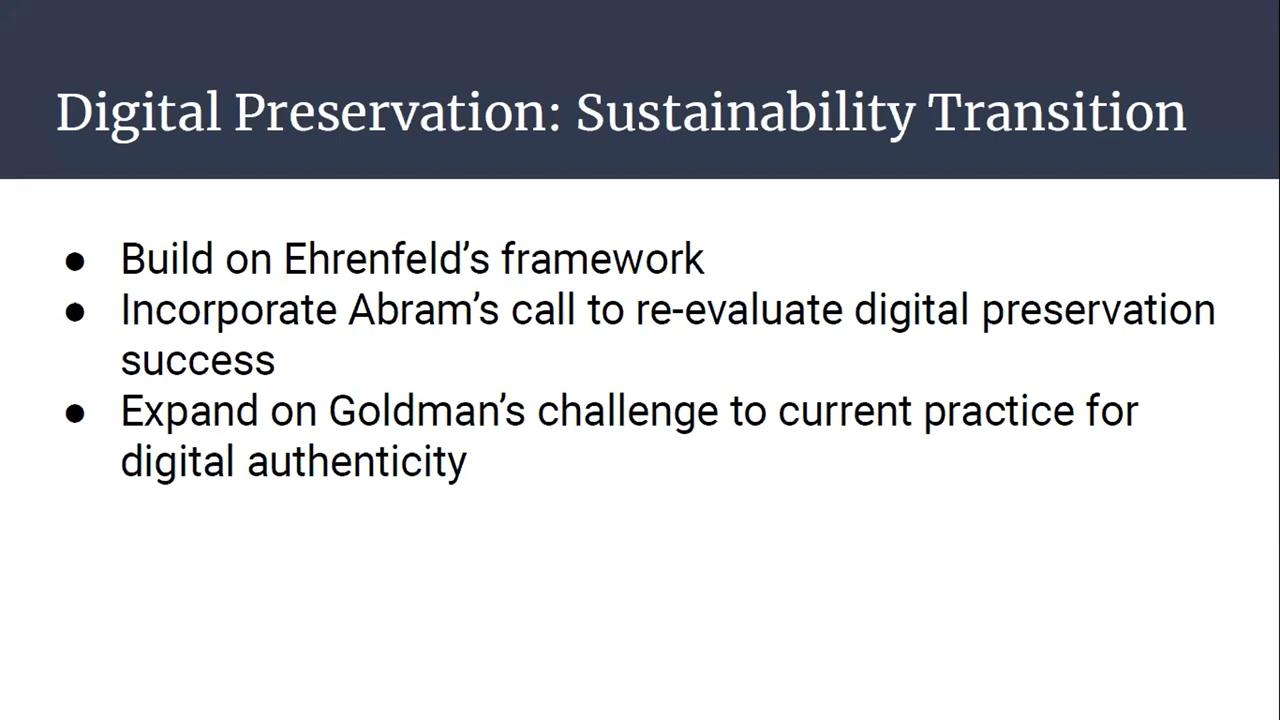 Digital Preservation: Sustainability Transition
● Build on Ehrenfeld’s framework
● Incorporate Abram’s call to re-evaluate digital preservation
success
● Expand on Goldman’s challenge to current practice for
digital authenticity